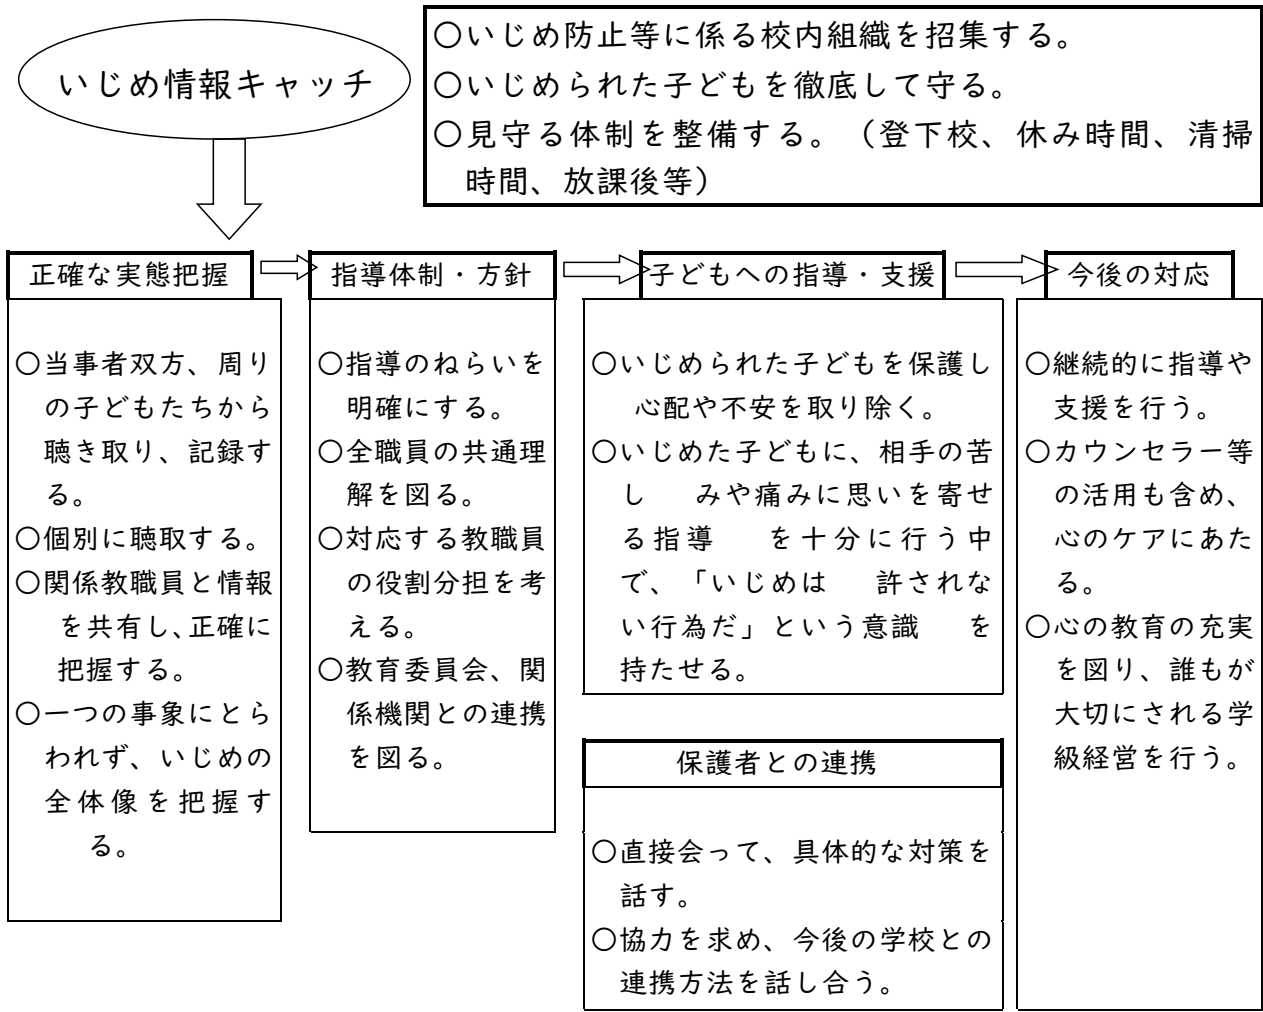 いじめ情報キャッチ
〇いじめ防止等に係る校内組織を招集する。
〇いじめられた子どもを徹底して守る。
〇見守る体制を整備する。（登下校、休み時間、清掃
時間、放課後等）
正確な実態把握
〇当事者双方、周り
の子どもたちから
聴き取り、記録す
る。
〇個別に聴取する。
〇関係教職員と情報
を共有し、正確に
把握する。
〇一つの事象にとら
われず、いじめの
全体像を把握す
る。
指導体制・方針
〇指導のねらいを
明確にする。
〇全職員の共通理
解を図る。
〇対応する教職員
の役割分担を考
える。
〇教育委員会、関
係機関との連携
を図る。
子どもへの指導・支援
〇いじめられた子どもを保護し
心配や不安を取り除く。
〇いじめた子どもに、相手の苦
し　みや痛みに思いを寄せ
る指導　を十分に行う中
で、「いじめは　許されな
い行為だ」という意識　を
持たせる。
保護者との連携
〇直接会って、具体的な対策を
話す。
〇協力を求め、今後の学校との
連携方法を話し合う。
今後の対応
〇継続的に指導や
支援を行う。
〇カウンセラー等
の活用も含め、
心のケアにあた
る。
〇心の教育の充実
を図り、誰もが
大切にされる学
級経営を行う。